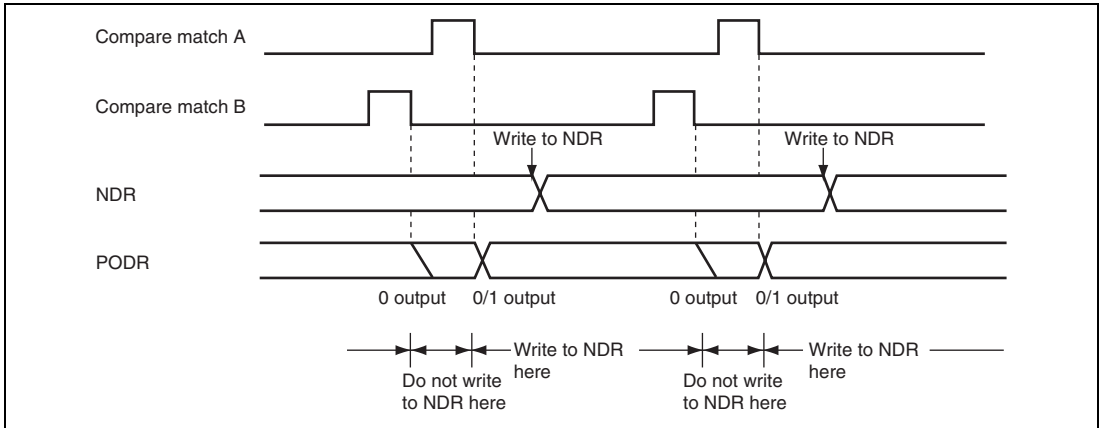 Compare match A
Compare match B
Write to NDR Write to NDR
NDR
PODR
0 output 0/1 output 0 output 0/1 output
Write to NDR
here
Write to NDR
here
Do not write
to NDR here
Do not write
to NDR here